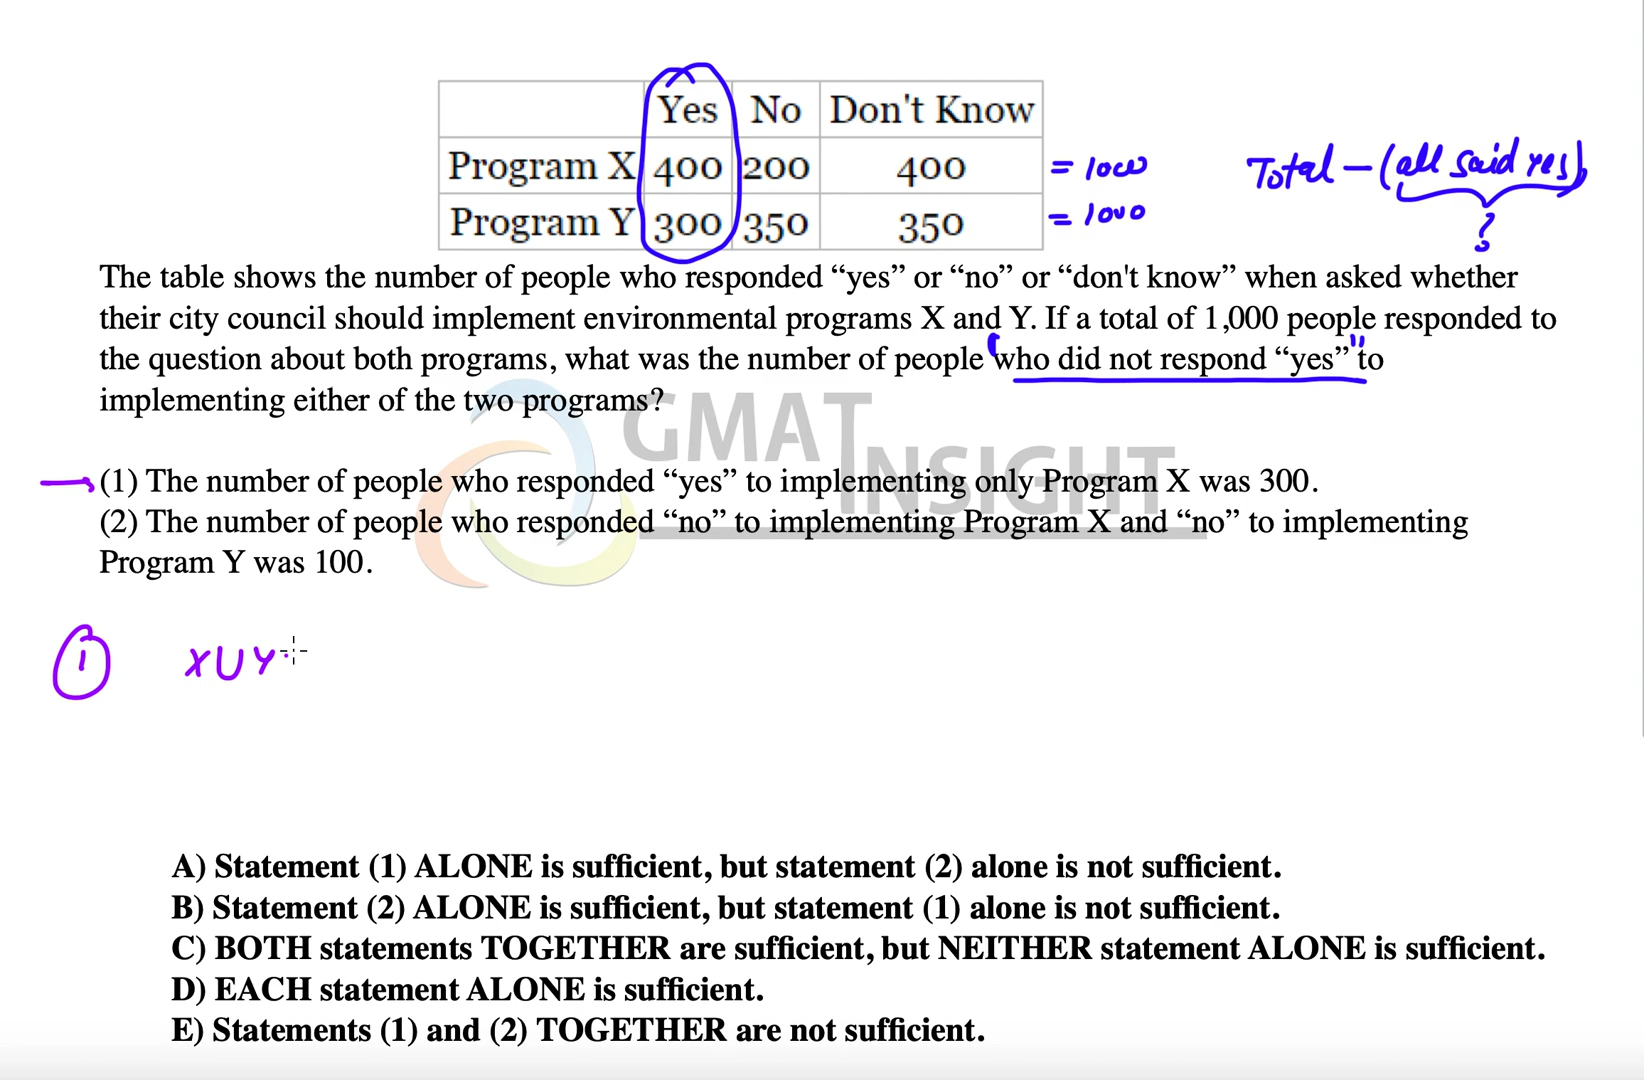 Yes No Don't Know
Program X 400 200 400 = 1000
Program Y 300 350 350 = 1000
Total - (all said yes)
?
The table shows the number of people who responded “yes” or “no” or “don't know” when asked whether
their city council should implement environmental programs X and Y. If a total of 1,000 people responded to
the question about both programs, what was the number of people who did not respond “yes” to
implementing either of the two programs?
GMAT
INSIGHT
(1) The number of people who responded “yes” to implementing only Program X was 300.
(2) The number of people who responded “no” to implementing Program X and “no” to implementing
Program Y was 100.
1 XUY
A) Statement (1) ALONE is sufficient, but statement (2) alone is not sufficient.
B) Statement (2) ALONE is sufficient, but statement (1) alone is not sufficient.
C) BOTH statements TOGETHER are sufficient, but NEITHER statement ALONE is sufficient.
D) EACH statement ALONE is sufficient.
E) Statements (1) and (2) TOGETHER are not sufficient.